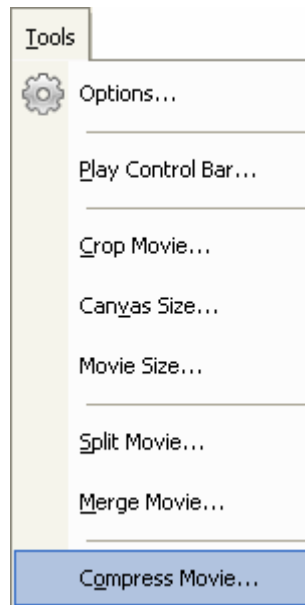 Tools
Options...
Play Control Bar...
Crop Movie...
Canvas Size...
Movie Size...
Split Movie...
Merge Movie...
Compress Movie...